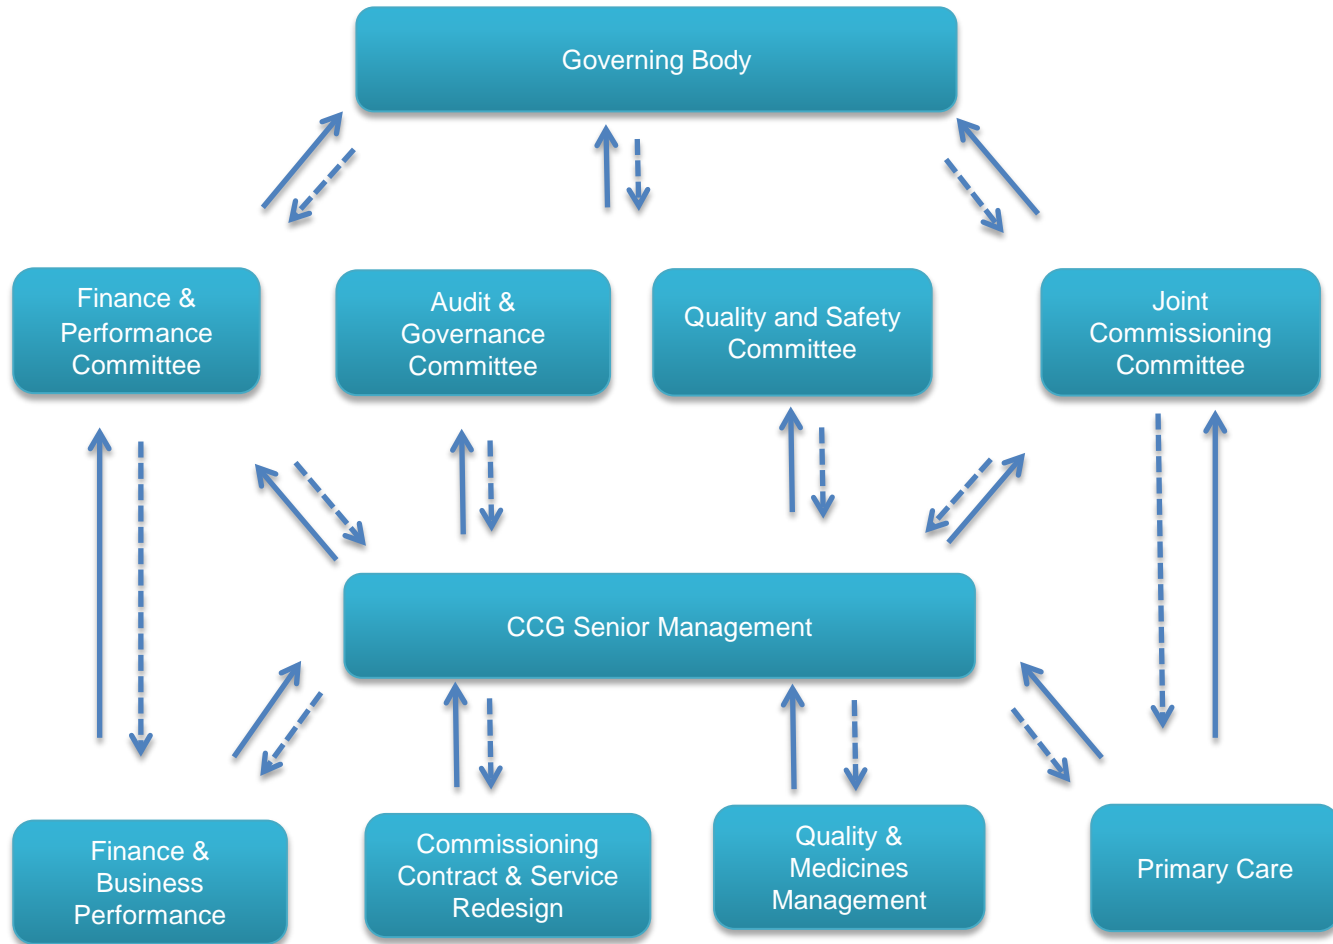 Governing Body
Finance &
Performance
Committee
Audit &
Governance
Committee
Quality and Safety
Committee
Joint
Commissioning
Committee
CCG Senior Management
Finance &
Business
Performance
Commissioning
Contract & Service
Redesign
Quality &
Medicines
Management
Primary Care